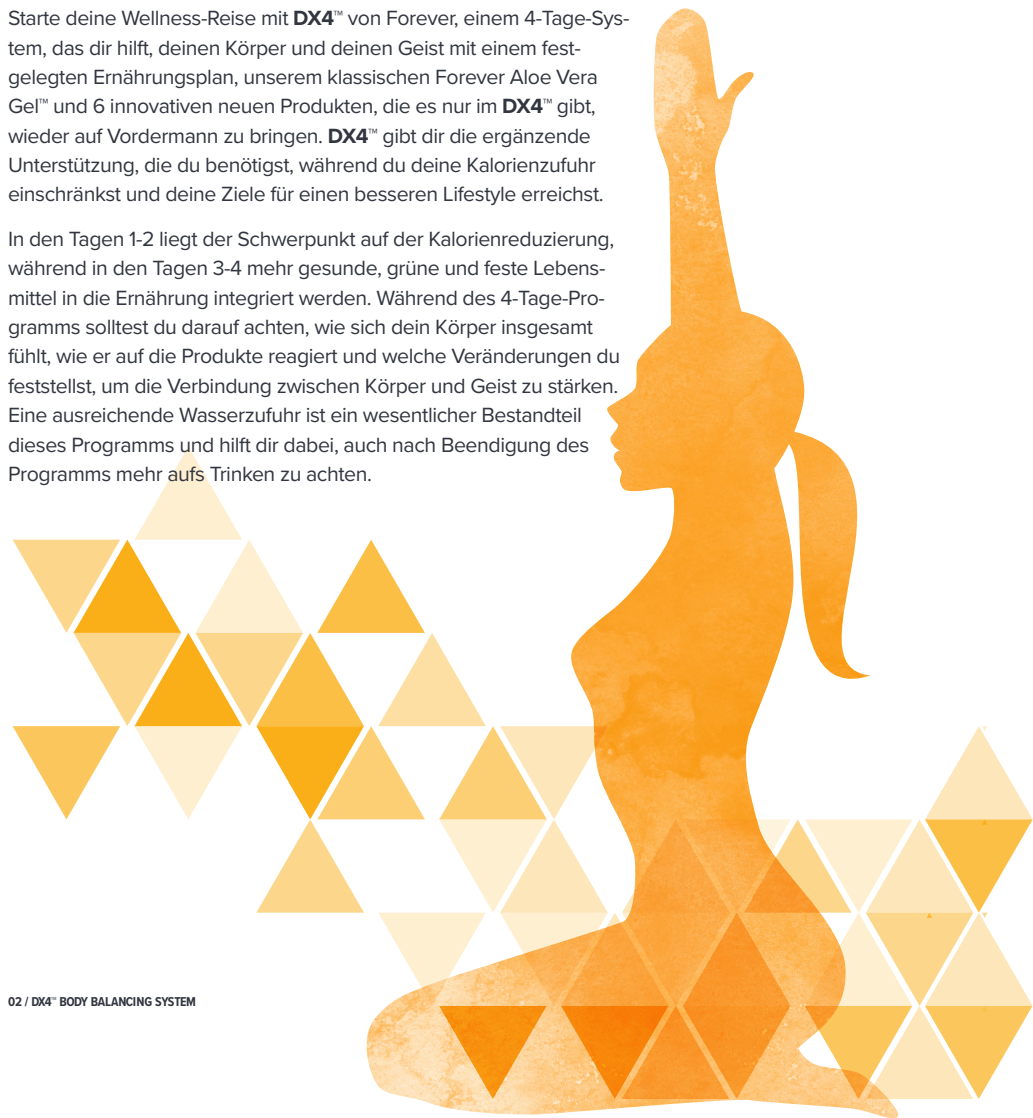 Starte deine Wellness-Reise mit DX4™ von Forever, einem 4-Tage-Sys-
tem, das dir hilft, deinen Körper und deinen Geist mit einem fest-
gelegten Ernährungsplan, unserem klassischen Forever Aloe Vera
Gel™ und 6 innovativen neuen Produkten, die es nur im DX4™ gibt,
wieder auf Vordermann zu bringen. DX4™ gibt dir die ergänzende
Unterstützung, die du benötigst, während du deine Kalorienzufuhr
einschränkst und deine Ziele für einen besseren Lifestyle erreichst.
In den Tagen 1-2 liegt der Schwerpunkt auf der Kalorienreduzierung,
während in den Tagen 3-4 mehr gesunde, grüne und feste Lebens-
mittel in die Ernährung integriert werden. Während des 4-Tage-Pro-
gramms solltest du darauf achten, wie sich dein Körper insgesamt
fühlt, wie er auf die Produkte reagiert und welche Veränderungen du
feststellst, um die Verbindung zwischen Körper und Geist zu stärken.
Eine ausreichende Wasserzufuhr ist ein wesentlicher Bestandteil
dieses Programms und hilft dir dabei, auch nach Beendigung des
Programms mehr aufs Trinken zu achten.
02 / DX4™ BODY BALANCING SYSTEM